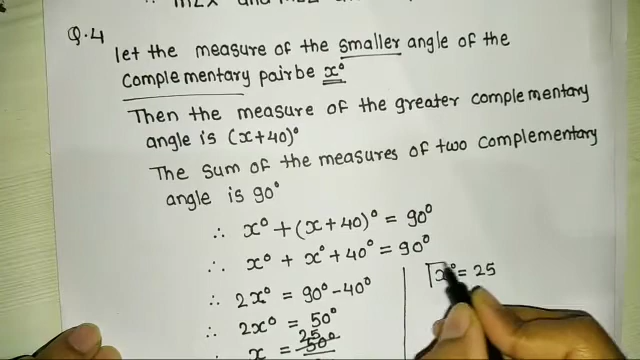 Q.4
let the measure of the smaller angle of the
complementary pair be x°
Then the measure of the greater complementary
angle is (x+40)°
The sum of the measures of two complementary
angle is 90°
∴ x° + (x+40)° = 90°
∴ x° + x° + 40° = 90°
∴ 2x° = 90° - 40°
∴ 2x° = 50°
∴ x = 50°
25
x° = 25